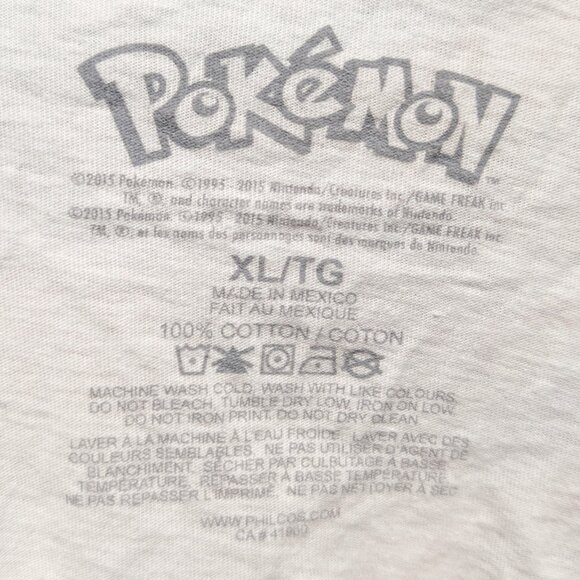 POKéMON
™
©2015 Pokémon. ©1995-2015 Nintendo/Creatures Inc./GAME FREAK inc.
TM, ®, and character names are trademarks of Nintendo.
©2015 Pokémon. ©1995-2015 Nintendo/Creatures Inc./GAME FREAK inc.
TM, ®, et les noms des personnages sont des marques de Nintendo.
XL/TG
MADE IN MEXICO
FAIT AU MEXIQUE
100% COTTON / COTON
MACHINE WASH COLD, WASH WITH LIKE COLOURS,
DO NOT BLEACH, TUMBLE DRY LOW, IRON ON LOW,
DO NOT IRON PRINT, DO NOT DRY CLEAN
LAVER À LA MACHINE À L'EAU FROIDE, LAVER AVEC DES
COULEURS SEMBLABLES. NE PAS UTILISER D'AGENT DE
BLANCHIMENT. SÉCHER PAR CULBUTAGE À BASSE
TEMPÉRATURE, REPASSER À BASSE TEMPÉRATURE,
NE PAS REPASSER L'IMPRIMÉ. NE PAS NETTOYER À SEC
WWW.PHILCOS.COM
CA #